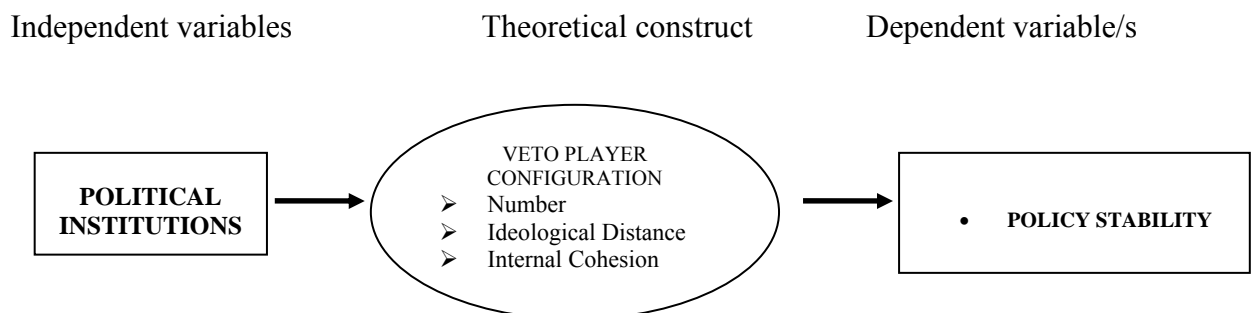 Independent variables Theoretical construct Dependent variable/s
POLITICAL
INSTITUTIONS
VETO PLAYER
CONFIGURATION
➢ Number
➢ Ideological Distance
➢ Internal Cohesion
• POLICY STABILITY